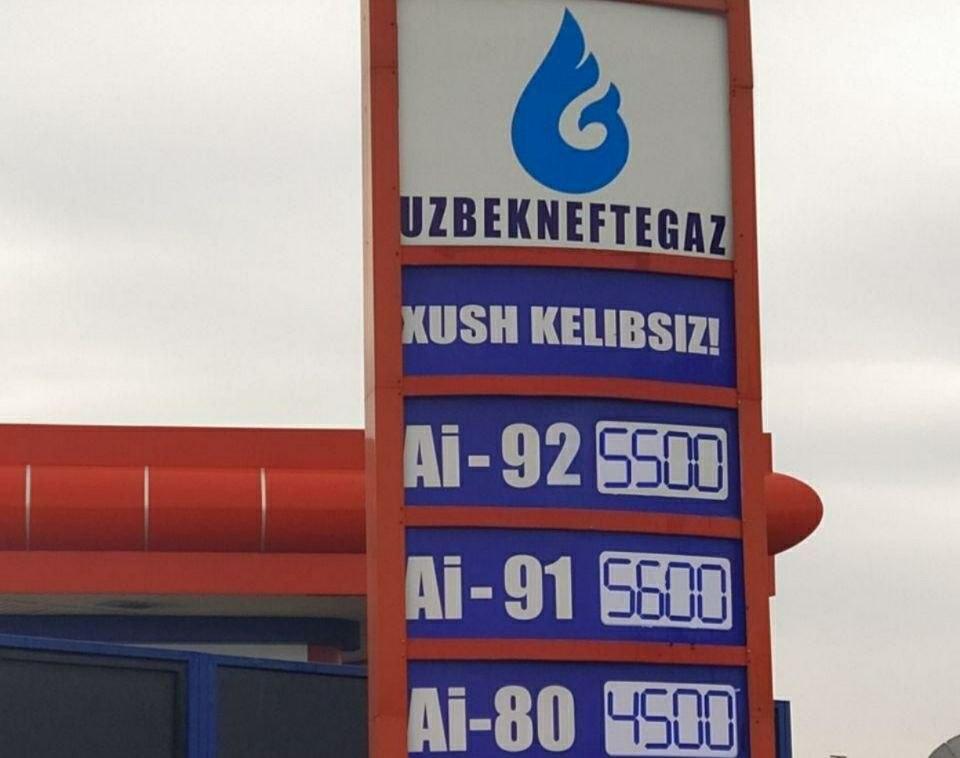 UZBEKNEFTEGAZ
XUSH KELIBSIZ!
Ai-92 5500
Ai-91 5600
Ai-80 4500